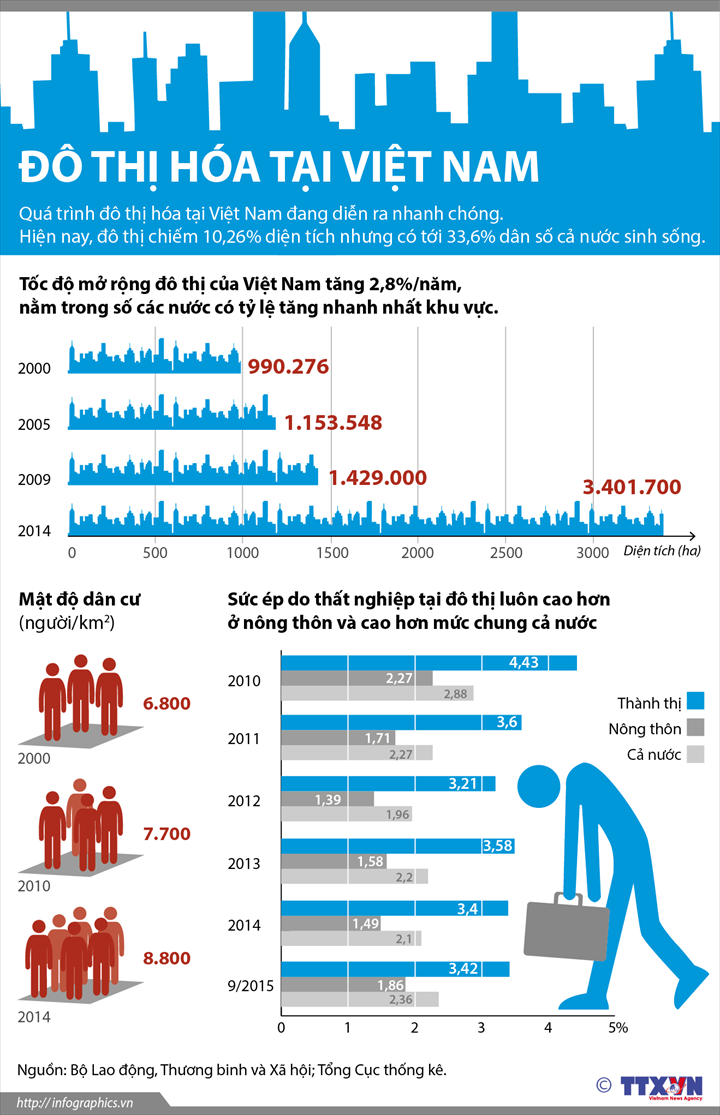 ĐÔ THỊ HÓA TẠI VIỆT NAM
Quá trình đô thị hóa tại Việt Nam đang diễn ra nhanh chóng.
Hiện nay, đô thị chiếm 10,26% diện tích nhưng có tới 33,6% dân số cả nước sinh sống.
Tốc độ mở rộng đô thị của Việt Nam tăng 2,8%/năm,
nằm trong số các nước có tỷ lệ tăng nhanh nhất khu vực.
2000 990.276
2005 1.153.548
2009 1.429.000
2014 3.401.700
0 500 1000 1500 2000 2500 3000 Diện tích (ha)
Mật độ dân cư
(người/km²)
6.800
2000
7.700
2010
8.800
2014
Sức ép do thất nghiệp tại đô thị luôn cao hơn
ở nông thôn và cao hơn mức chung cả nước
Thành thị
Nông thôn
Cả nước
4,43
2010 2,27
2,88
3,6
2011 1,71
2,27
3,21
2012 1,39
1,96
3,58
2013 1,58
2,2
3,4
2014 1,49
2,1
3,42
9/2015 1,86
2,36
0 1 2 3 4 5%
Nguồn: Bộ Lao động, Thương binh và Xã hội; Tổng Cục thống kê.
http://infographics.vn
© TTXVN
Vietnam News Agency